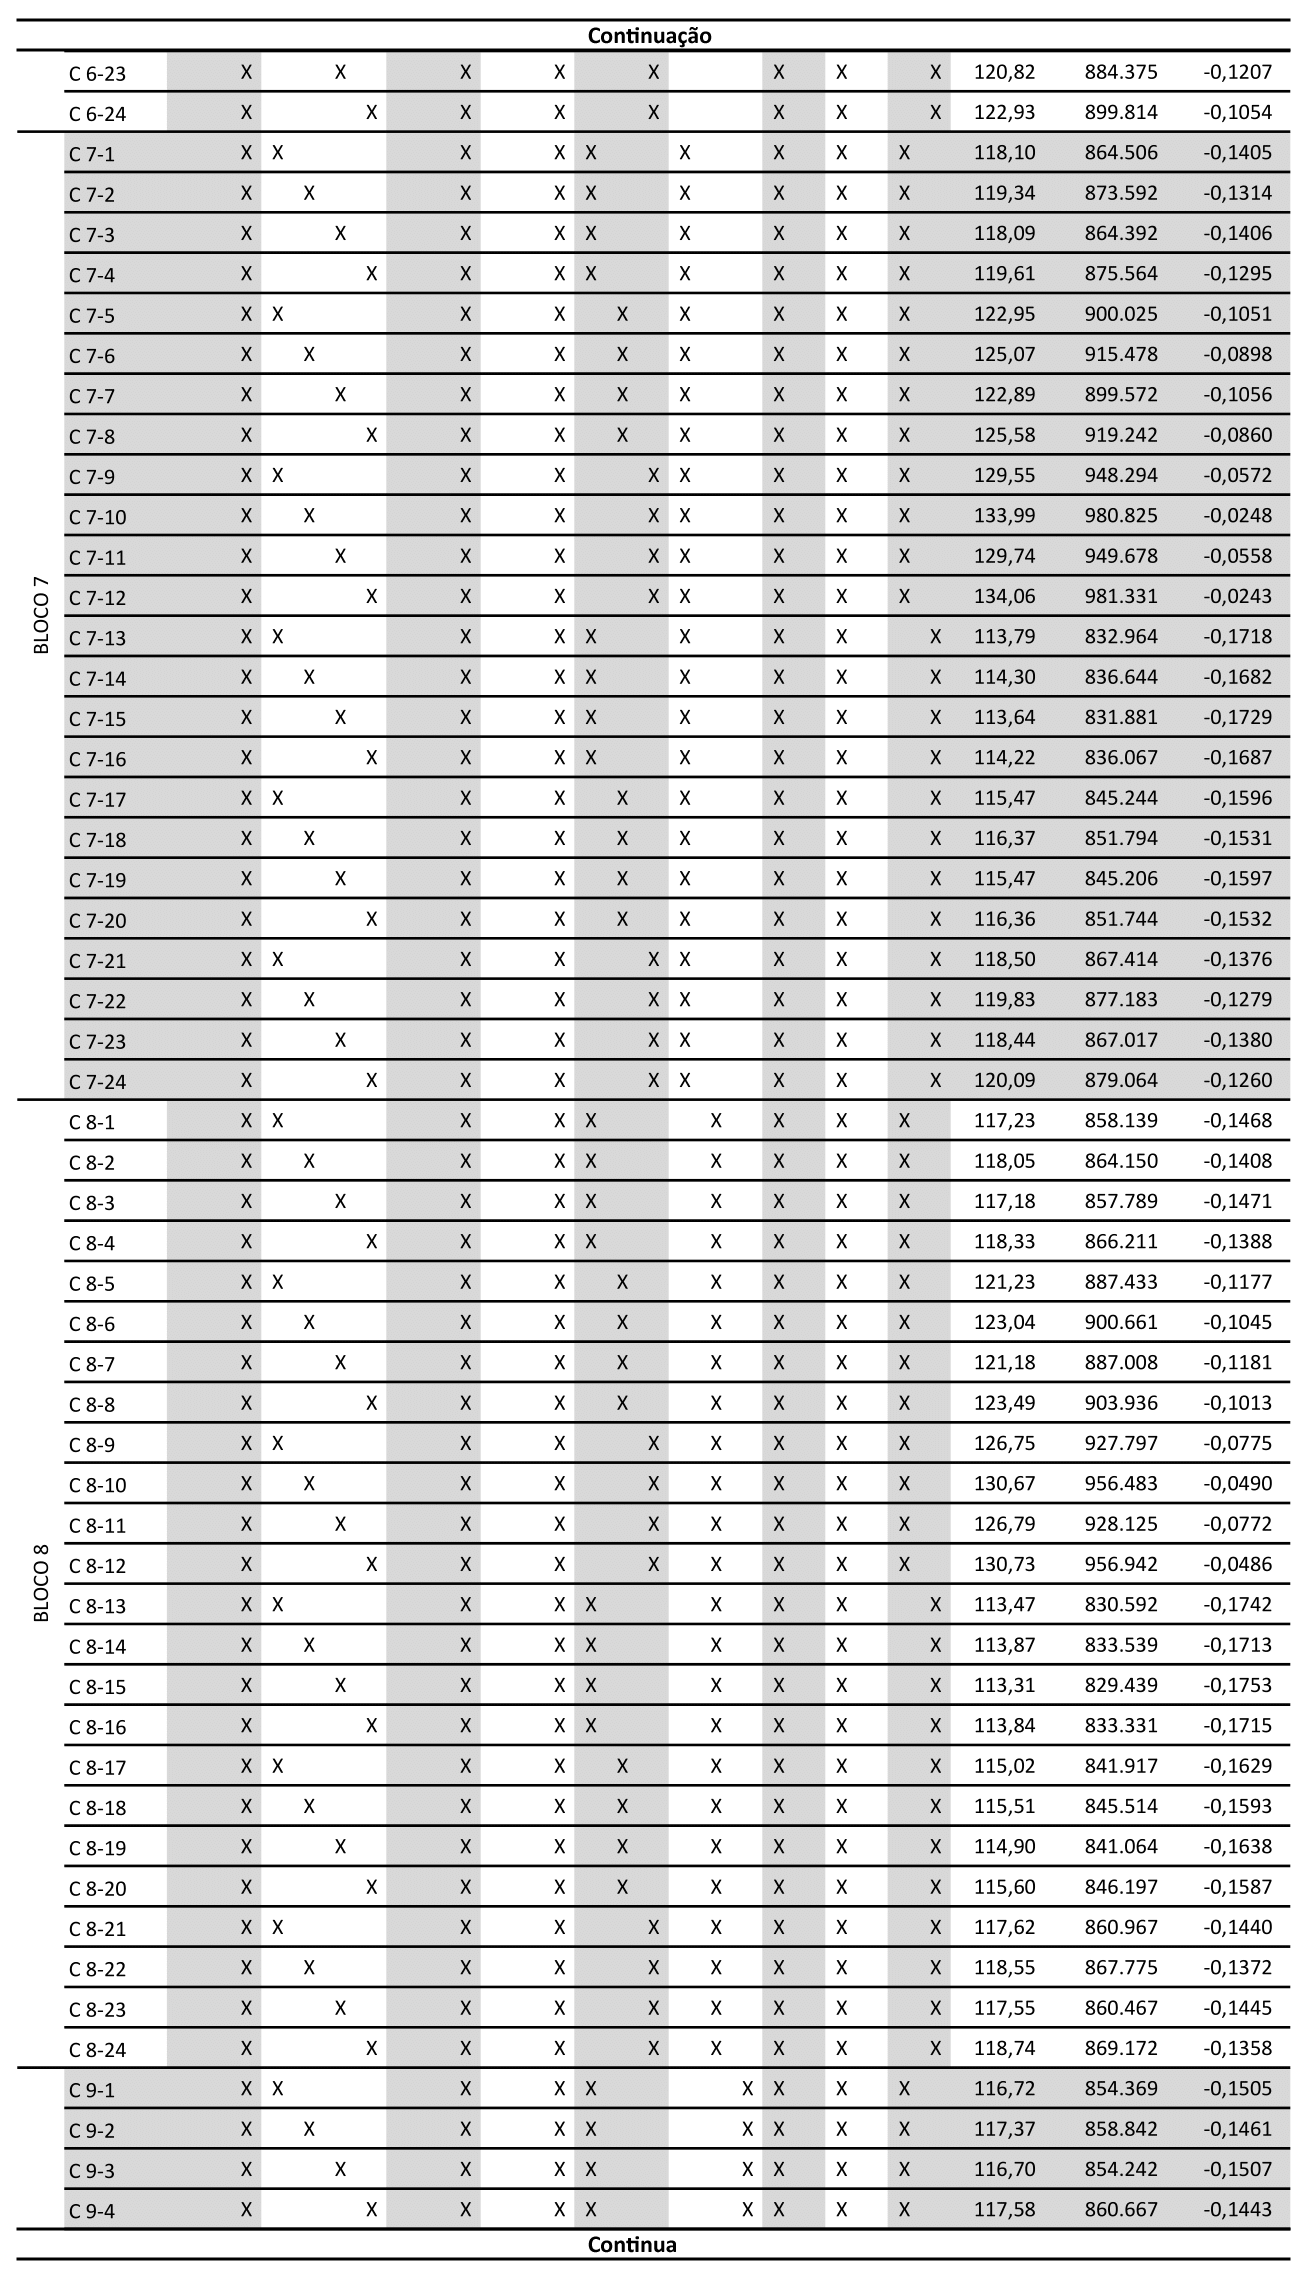 Continuação
C 6-23 X X X X X X X X 120,82 884.375 -0,1207
C 6-24 X X X X X X X X 122,93 899.814 -0,1054
BLOCO 7
C 7-1 X X X X X X X X X 118,10 864.506 -0,1405
C 7-2 X X X X X X X X X 119,34 873.592 -0,1314
C 7-3 X X X X X X X X X 118,09 864.392 -0,1406
C 7-4 X X X X X X X X X 119,61 875.564 -0,1295
C 7-5 X X X X X X X X X 122,95 900.025 -0,1051
C 7-6 X X X X X X X X X 125,07 915.478 -0,0898
C 7-7 X X X X X X X X X 122,89 899.572 -0,1056
C 7-8 X X X X X X X X X 125,58 919.242 -0,0860
C 7-9 X X X X X X X X X 129,55 948.294 -0,0572
C 7-10 X X X X X X X X X 133,99 980.825 -0,0248
C 7-11 X X X X X X X X X 129,74 949.678 -0,0558
C 7-12 X X X X X X X X X 134,06 981.331 -0,0243
C 7-13 X X X X X X X X X 113,79 832.964 -0,1718
C 7-14 X X X X X X X X X 114,30 836.644 -0,1682
C 7-15 X X X X X X X X X 113,64 831.881 -0,1729
C 7-16 X X X X X X X X X 114,22 836.067 -0,1687
C 7-17 X X X X X X X X X 115,47 845.244 -0,1596
C 7-18 X X X X X X X X X 116,37 851.794 -0,1531
C 7-19 X X X X X X X X X 115,47 845.206 -0,1597
C 7-20 X X X X X X X X X 116,36 851.744 -0,1532
C 7-21 X X X X X X X X X 118,50 867.414 -0,1376
C 7-22 X X X X X X X X X 119,83 877.183 -0,1279
C 7-23 X X X X X X X X X 118,44 867.017 -0,1380
C 7-24 X X X X X X X X X 120,09 879.064 -0,1260
BLOCO 8
C 8-1 X X X X X X X X X 117,23 858.139 -0,1468
C 8-2 X X X X X X X X X 118,05 864.150 -0,1408
C 8-3 X X X X X X X X X 117,18 857.789 -0,1471
C 8-4 X X X X X X X X X 118,33 866.211 -0,1388
C 8-5 X X X X X X X X X 121,23 887.433 -0,1177
C 8-6 X X X X X X X X X 123,04 900.661 -0,1045
C 8-7 X X X X X X X X X 121,18 887.008 -0,1181
C 8-8 X X X X X X X X X 123,49 903.936 -0,1013
C 8-9 X X X X X X X X X 126,75 927.797 -0,0775
C 8-10 X X X X X X X X X 130,67 956.483 -0,0490
C 8-11 X X X X X X X X X 126,79 928.125 -0,0772
C 8-12 X X X X X X X X X 130,73 956.942 -0,0486
C 8-13 X X X X X X X X X 113,47 830.592 -0,1742
C 8-14 X X X X X X X X X 113,87 833.539 -0,1713
C 8-15 X X X X X X X X X 113,31 829.439 -0,1753
C 8-16 X X X X X X X X X 113,84 833.331 -0,1715
C 8-17 X X X X X X X X X 115,02 841.917 -0,1629
C 8-18 X X X X X X X X X 115,51 845.514 -0,1593
C 8-19 X X X X X X X X X 114,90 841.064 -0,1638
C 8-20 X X X X X X X X X 115,60 846.197 -0,1587
C 8-21 X X X X X X X X X 117,62 860.967 -0,1440
C 8-22 X X X X X X X X X 118,55 867.775 -0,1372
C 8-23 X X X X X X X X X 117,55 860.467 -0,1445
C 8-24 X X X X X X X X X 118,74 869.172 -0,1358
C 9-1 X X X X X X X X X 116,72 854.369 -0,1505
C 9-2 X X X X X X X X X 117,37 858.842 -0,1461
C 9-3 X X X X X X X X X 116,70 854.242 -0,1507
C 9-4 X X X X X X X X X 117,58 860.667 -0,1443
Continua